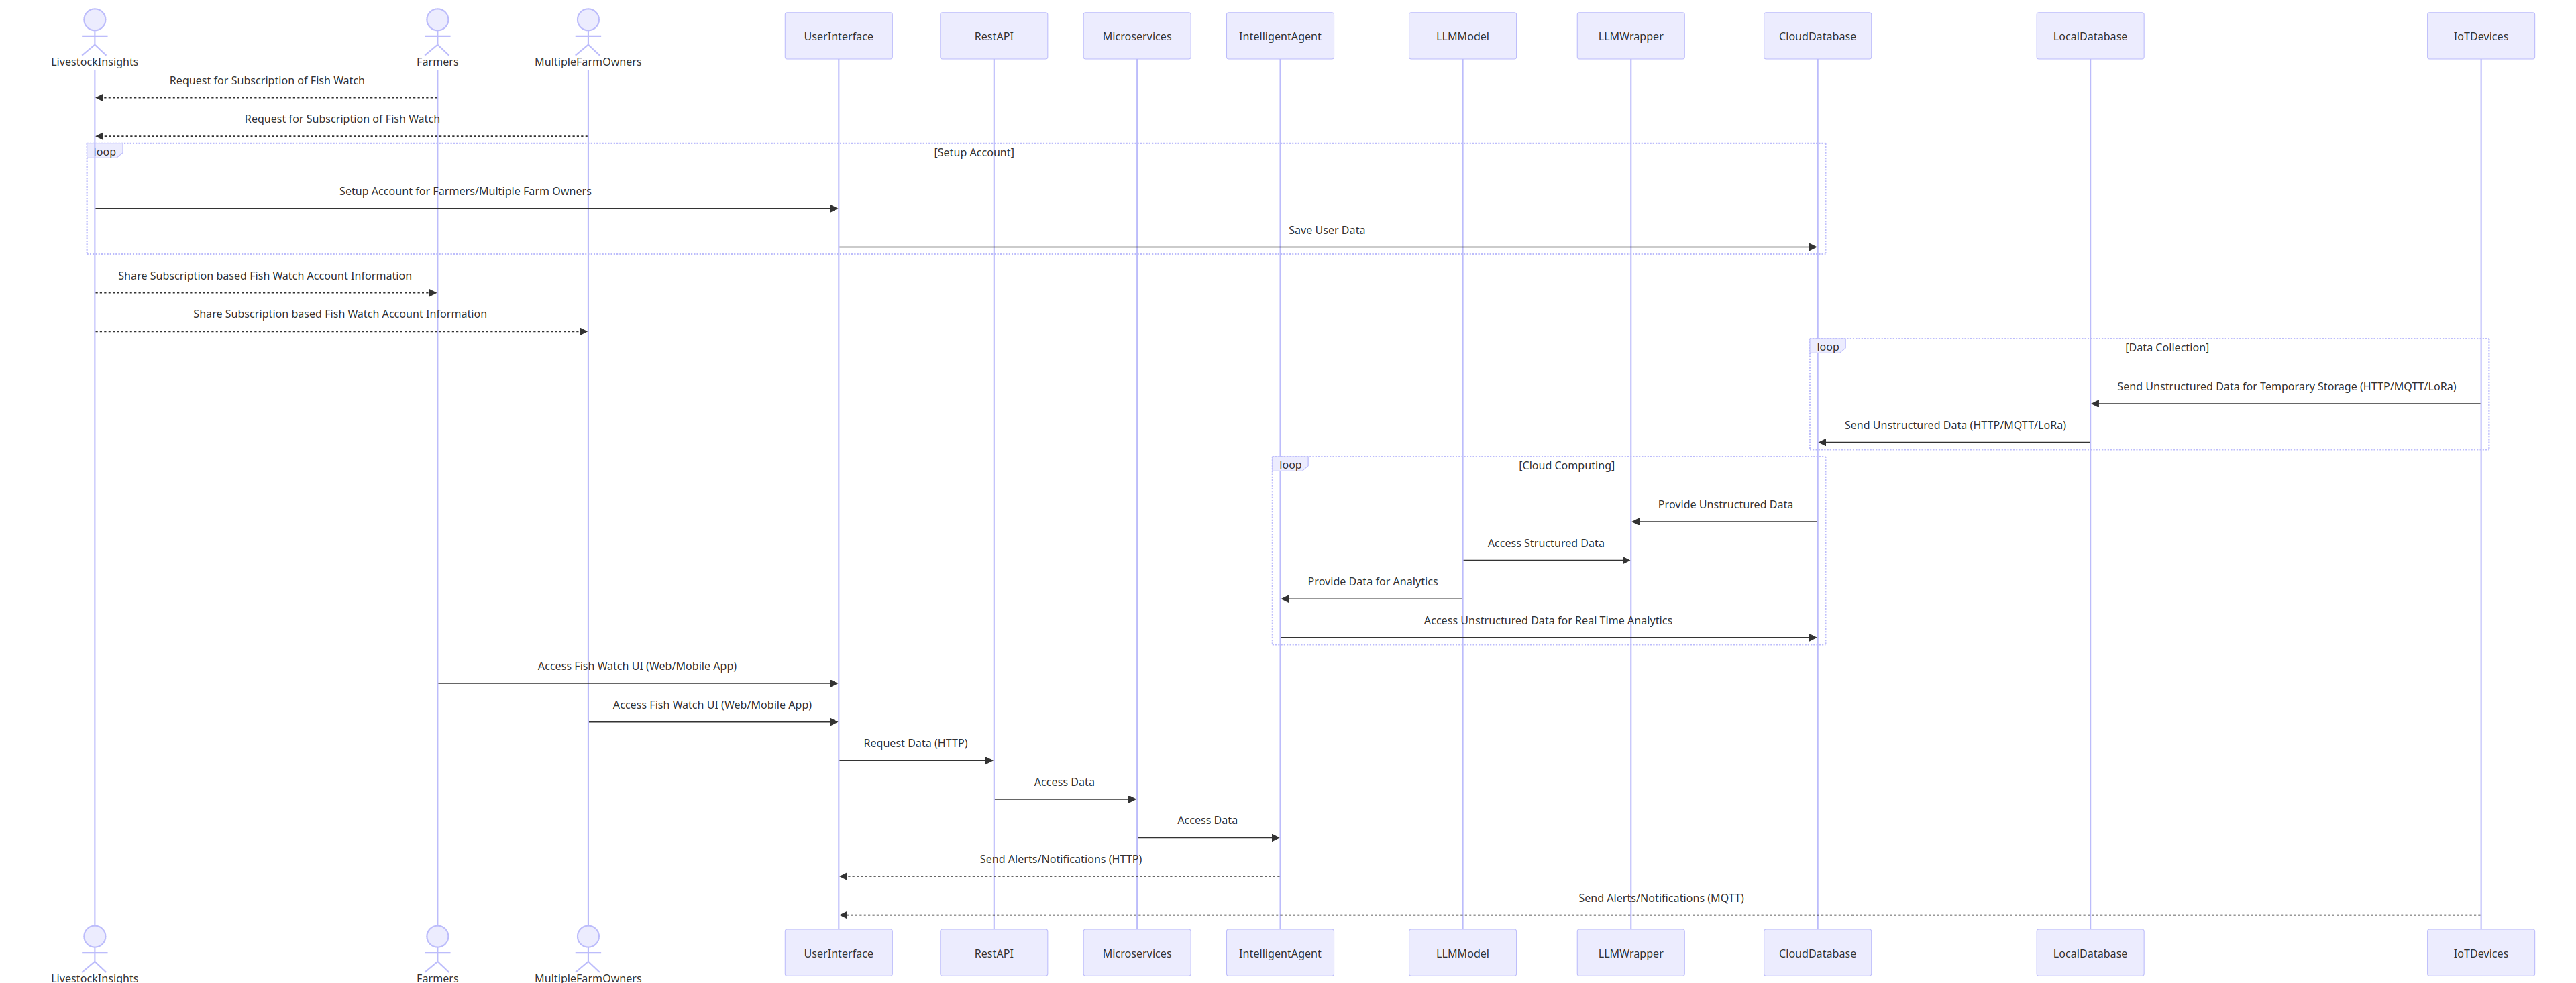 LivestockInsights
Farmers
MultipleFarmOwners
UserInterface
RestAPI
Microservices
IntelligentAgent
LLMModel
LLMWrapper
CloudDatabase
LocalDatabase
IoTDevices
Request for Subscription of Fish Watch
Request for Subscription of Fish Watch
loop
[Setup Account]
Setup Account for Farmers/Multiple Farm Owners
Save User Data
Share Subscription based Fish Watch Account Information
Share Subscription based Fish Watch Account Information
loop
[Data Collection]
Send Unstructured Data for Temporary Storage (HTTP/MQTT/LoRa)
Send Unstructured Data (HTTP/MQTT/LoRa)
loop
[Cloud Computing]
Provide Unstructured Data
Access Structured Data
Provide Data for Analytics
Access Unstructured Data for Real Time Analytics
Access Fish Watch UI (Web/Mobile App)
Access Fish Watch UI (Web/Mobile App)
Request Data (HTTP)
Access Data
Access Data
Send Alerts/Notifications (HTTP)
Send Alerts/Notifications (MQTT)
LivestockInsights
Farmers
MultipleFarmOwners
UserInterface
RestAPI
Microservices
IntelligentAgent
LLMModel
LLMWrapper
CloudDatabase
LocalDatabase
IoTDevices